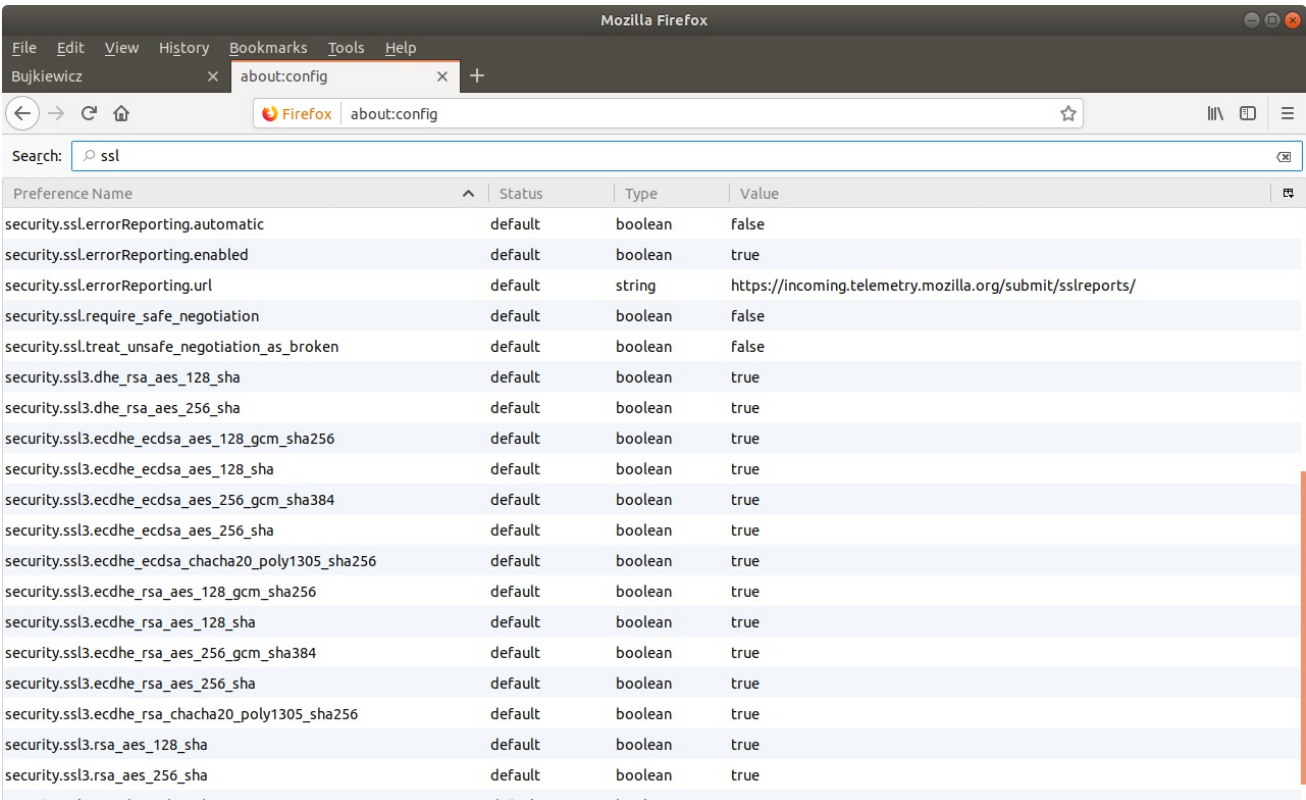 Mozilla Firefox
File Edit View History Bookmarks Tools Help
Bujkiewicz about:config
Firefox about:config
Search: ssl
Preference Name Status Type Value
security.ssl.errorReporting.automatic default boolean false
security.ssl.errorReporting.enabled default boolean true
security.ssl.errorReporting.url default string https://incoming.telemetry.mozilla.org/submit/sslreports/
security.ssl.require_safe_negotiation default boolean false
security.ssl.treat_unsafe_negotiation_as_broken default boolean false
security.ssl3.dhe_rsa_aes_128_sha default boolean true
security.ssl3.dhe_rsa_aes_256_sha default boolean true
security.ssl3.ecdhe_ecdsa_aes_128_gcm_sha256 default boolean true
security.ssl3.ecdhe_ecdsa_aes_128_sha default boolean true
security.ssl3.ecdhe_ecdsa_aes_256_gcm_sha384 default boolean true
security.ssl3.ecdhe_ecdsa_aes_256_sha default boolean true
security.ssl3.ecdhe_ecdsa_chacha20_poly1305_sha256 default boolean true
security.ssl3.ecdhe_rsa_aes_128_gcm_sha256 default boolean true
security.ssl3.ecdhe_rsa_aes_128_sha default boolean true
security.ssl3.ecdhe_rsa_aes_256_gcm_sha384 default boolean true
security.ssl3.ecdhe_rsa_aes_256_sha default boolean true
security.ssl3.ecdhe_rsa_chacha20_poly1305_sha256 default boolean true
security.ssl3.rsa_aes_128_sha default boolean true
security.ssl3.rsa_aes_256_sha default boolean true